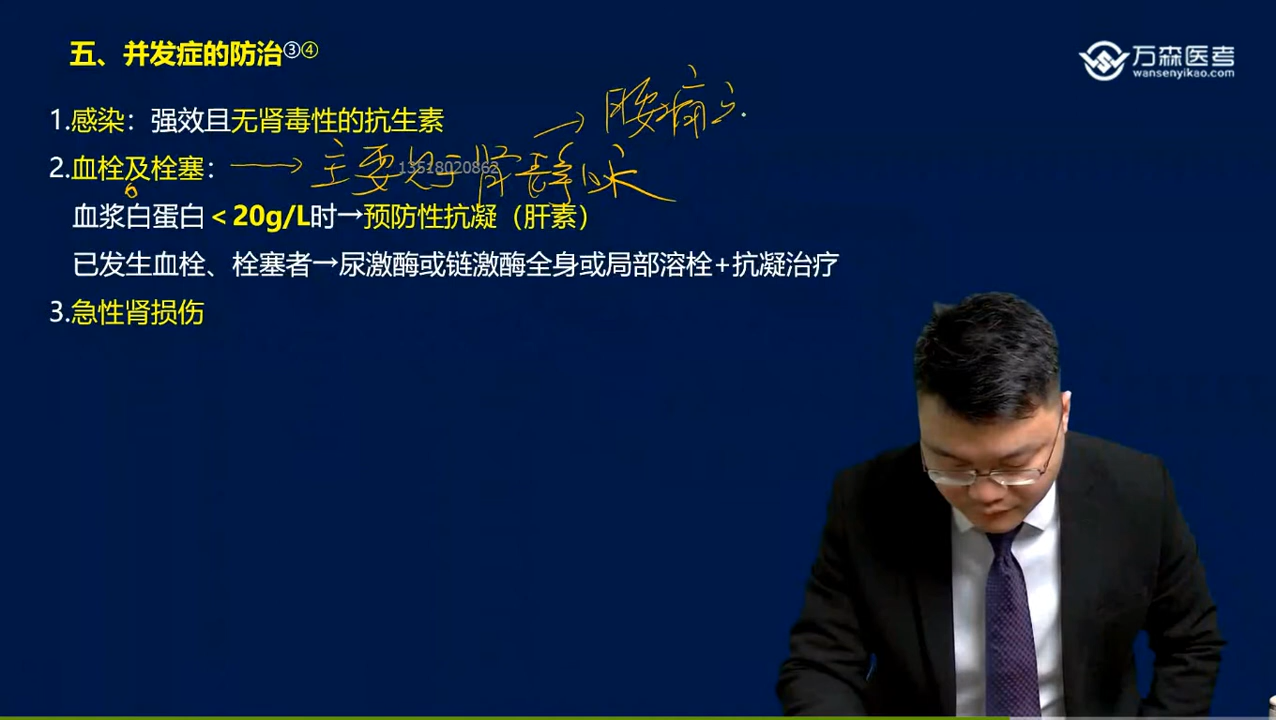 五、并发症的防治③④
万森医考
wansenyikao.com
1.感染：强效且无肾毒性的抗生素
→腰痛
2.血栓及栓塞：→主要见于肾静脉
13518020862
血浆白蛋白＜20g/L时→预防性抗凝（肝素）
已发生血栓、栓塞者→尿激酶或链激酶全身或局部溶栓+抗凝治疗
3.急性肾损伤